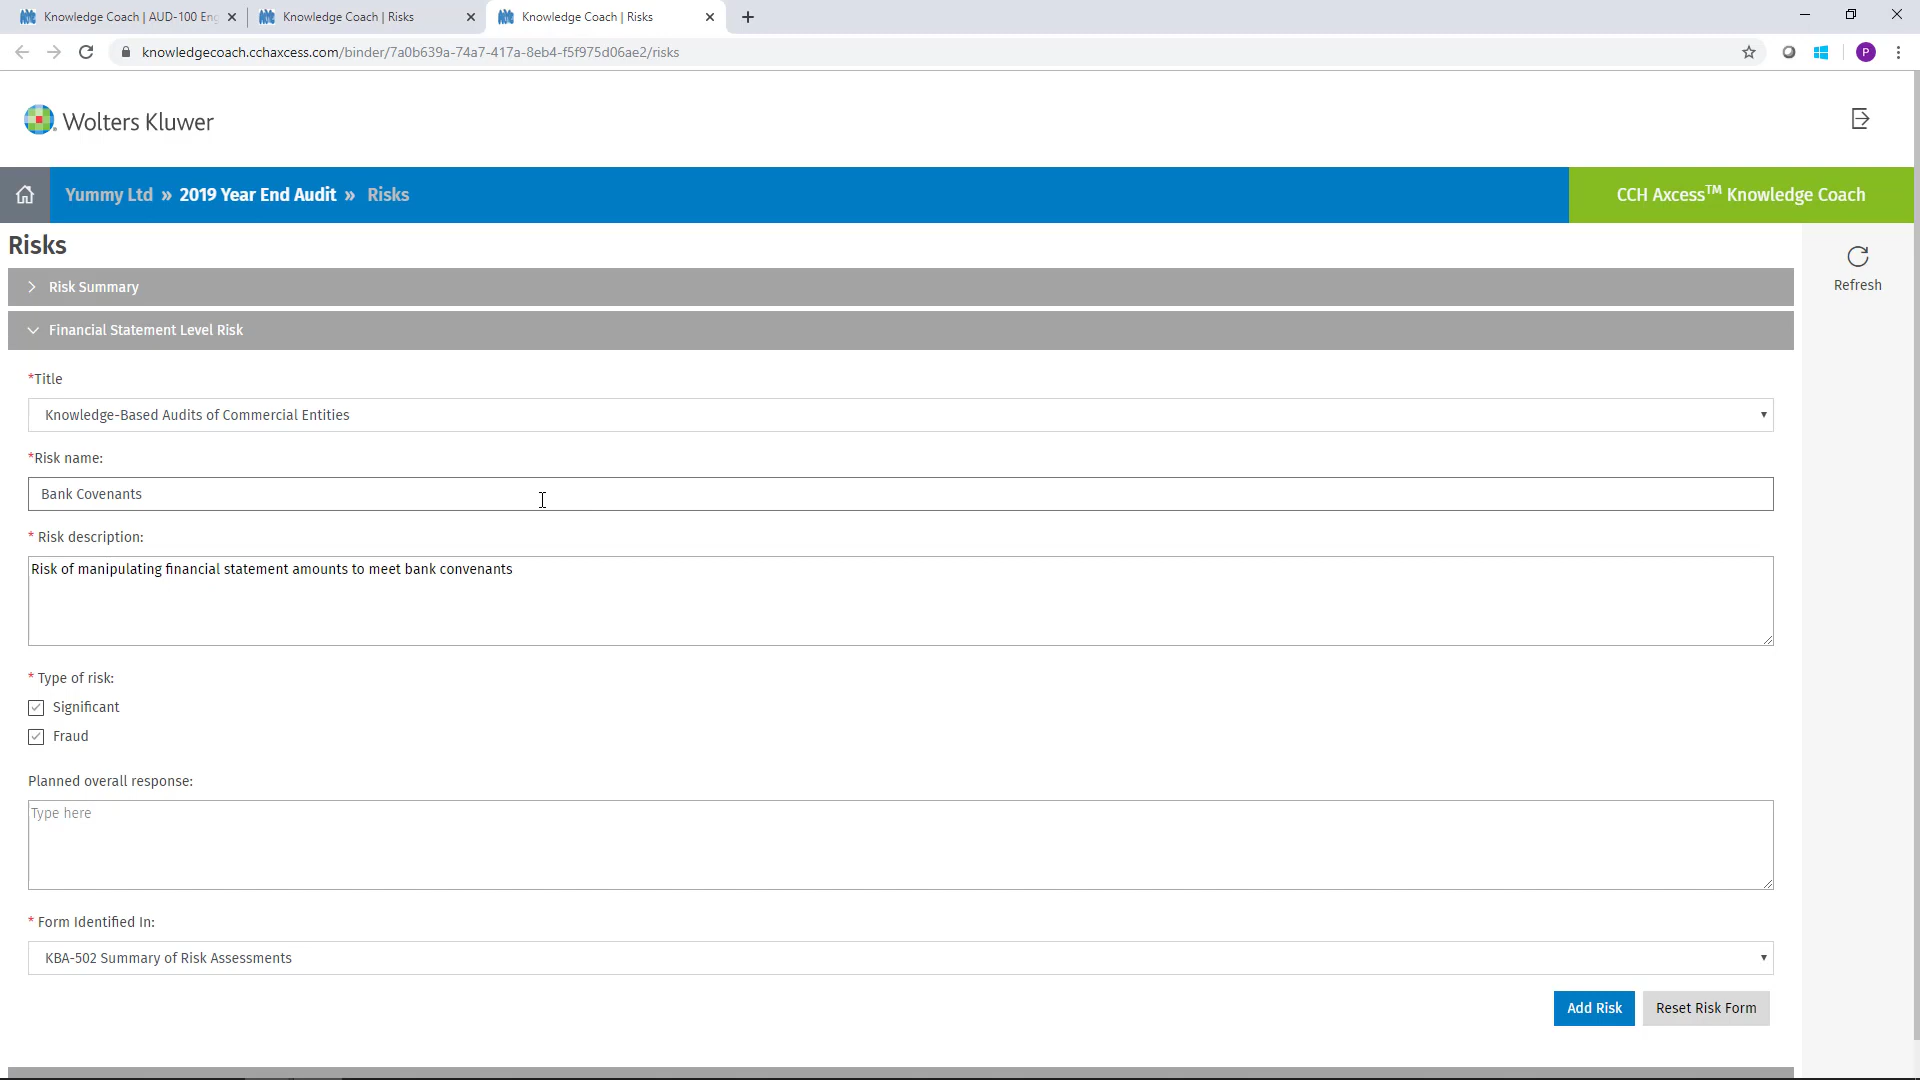 Knowledge Coach | AUD-100 Eng
Knowledge Coach | Risks
Knowledge Coach | Risks
knowledgecoach.cchaxcess.com/binder/7a0b639a-74a7-417a-8eb4-f5f975d06ae2/risks
P
Wolters Kluwer
Yummy Ltd » 2019 Year End Audit » Risks
CCH Axcess™ Knowledge Coach
Risks
Refresh
Risk Summary
Financial Statement Level Risk
*Title
Knowledge-Based Audits of Commercial Entities
*Risk name:
Bank Covenants
* Risk description:
Risk of manipulating financial statement amounts to meet bank convenants
* Type of risk:
Significant
Fraud
Planned overall response:
Type here
* Form Identified In:
KBA-502 Summary of Risk Assessments
Add Risk
Reset Risk Form